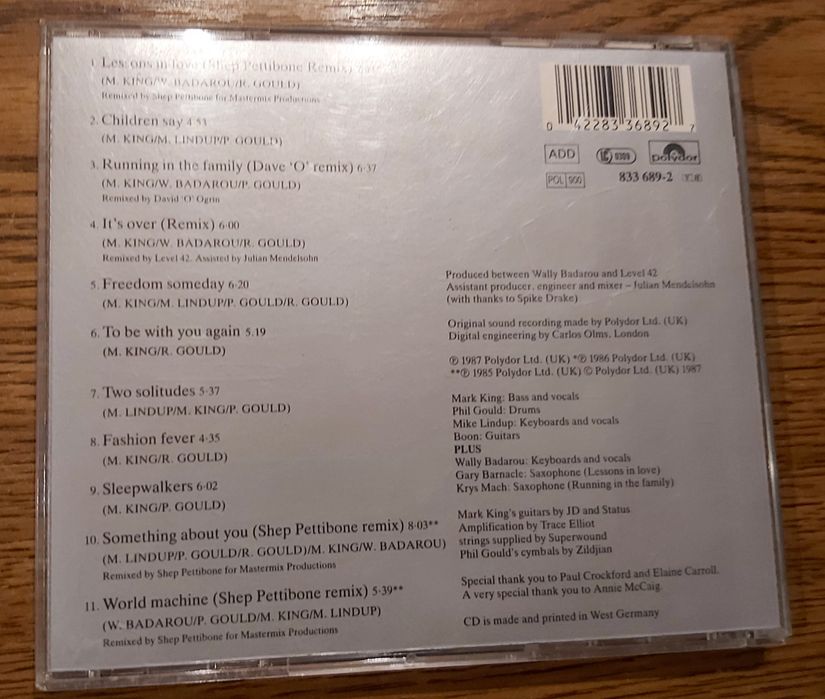 1. Lessons in love (Shep Pettibone Remix)
(M. KING/W. BADAROU/R. GOULD)
Remixed by Shep Pettibone for Mastermix Productions
2. Children say 4·53
(M. KING/M. LINDUP/P. GOULD)
3. Running in the family (Dave 'O' remix) 6·37
(M. KING/W. BADAROU/P. GOULD)
Remixed by David 'O' Ogrin
4. It's over (Remix) 6·00
(M. KING/W. BADAROU/R. GOULD)
Remixed by Level 42. Assisted by Julian Mendelsohn
5. Freedom someday 6·20
(M. KING/M. LINDUP/P. GOULD/R. GOULD)
6. To be with you again 5.19
(M. KING/R. GOULD)
7. Two solitudes 5·37
(M. LINDUP/M. KING/P. GOULD)
8. Fashion fever 4·35
(M. KING/R. GOULD)
9. Sleepwalkers 6·02
(M. KING/P. GOULD)
10. Something about you (Shep Pettibone remix) 8·03**
(M. LINDUP/P. GOULD/R. GOULD)/M. KING/W. BADAROU)
Remixed by Shep Pettibone for Mastermix Productions
11. World machine (Shep Pettibone remix) 5·39**
(W. BADAROU/P. GOULD/M. KING/M. LINDUP)
Remixed by Shep Pettibone for Mastermix Productions
0 42283 36892 7
ADD
LC 0309
polydor
POL 900
833 689-2
Produced between Wally Badarou and Level 42
Assistant producer, engineer and mixer – Julian Mendelsohn
(with thanks to Spike Drake)
Original sound recording made by Polydor Ltd. (UK)
Digital engineering by Carlos Olms, London
℗ 1987 Polydor Ltd. (UK) *℗ 1986 Polydor Ltd. (UK)
**℗ 1985 Polydor Ltd. (UK) © Polydor Ltd. (UK) 1987
Mark King: Bass and vocals
Phil Gould: Drums
Mike Lindup: Keyboards and vocals
Boon: Guitars
PLUS
Wally Badarou: Keyboards and vocals
Gary Barnacle: Saxophone (Lessons in love)
Krys Mach: Saxophone (Running in the family)
Mark King's guitars by JD and Status
Amplification by Trace Elliot
strings supplied by Superwound
Phil Gould's cymbals by Zildjian
Special thank you to Paul Crockford and Elaine Carroll.
A very special thank you to Annie McCaig.
CD is made and printed in West Germany